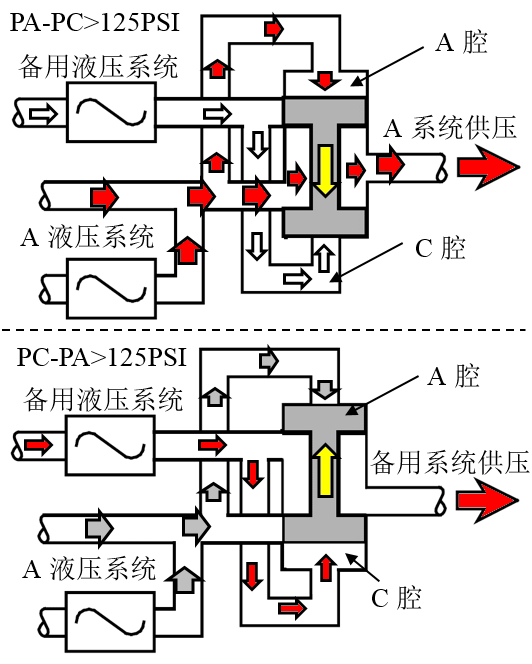 PA-PC>125PSI
备用液压系统
A 腔
A 系统供压
A 液压系统
C 腔
PC-PA>125PSI
备用液压系统
A 腔
备用系统供压
A 液压系统
C 腔